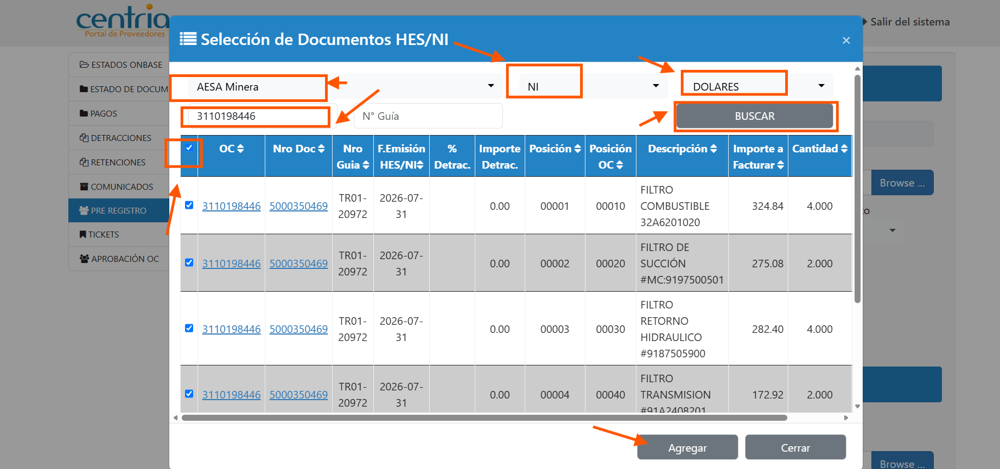 centria
Portal de Proveedores
Salir del sistema
Selección de Documentos HES/NI
×
ESTADOS ONBASE
ESTADO DE DOCUM
PAGOS
DETRACCIONES
RETENCIONES
COMUNICADOS
PRE REGISTRO
TICKETS
APROBACIÓN OC
AESA Minera
NI
DOLARES
3110198446
N° Guía
BUSCAR
OC Nro Doc Nro Guia F.Emisión HES/NI % Detrac. Importe Detrac. Posición Posición OC Descripción Importe a Facturar Cantidad
3110198446 5000350469 TR01-20972 2026-07-31 0.00 00001 00010 FILTRO COMBUSTIBLE 32A6201020 324.84 4.000
3110198446 5000350469 TR01-20972 2026-07-31 0.00 00002 00020 FILTRO DE SUCCIÓN #MC:9197500501 275.08 2.000
3110198446 5000350469 TR01-20972 2026-07-31 0.00 00003 00030 FILTRO RETORNO HIDRAULICO #9187505900 282.40 4.000
3110198446 5000350469 TR01-20972 2026-07-31 0.00 00004 00040 FILTRO TRANSMISION #91A2408201 172.92 2.000
Agregar
Cerrar
Browse ...
o
Browse ...